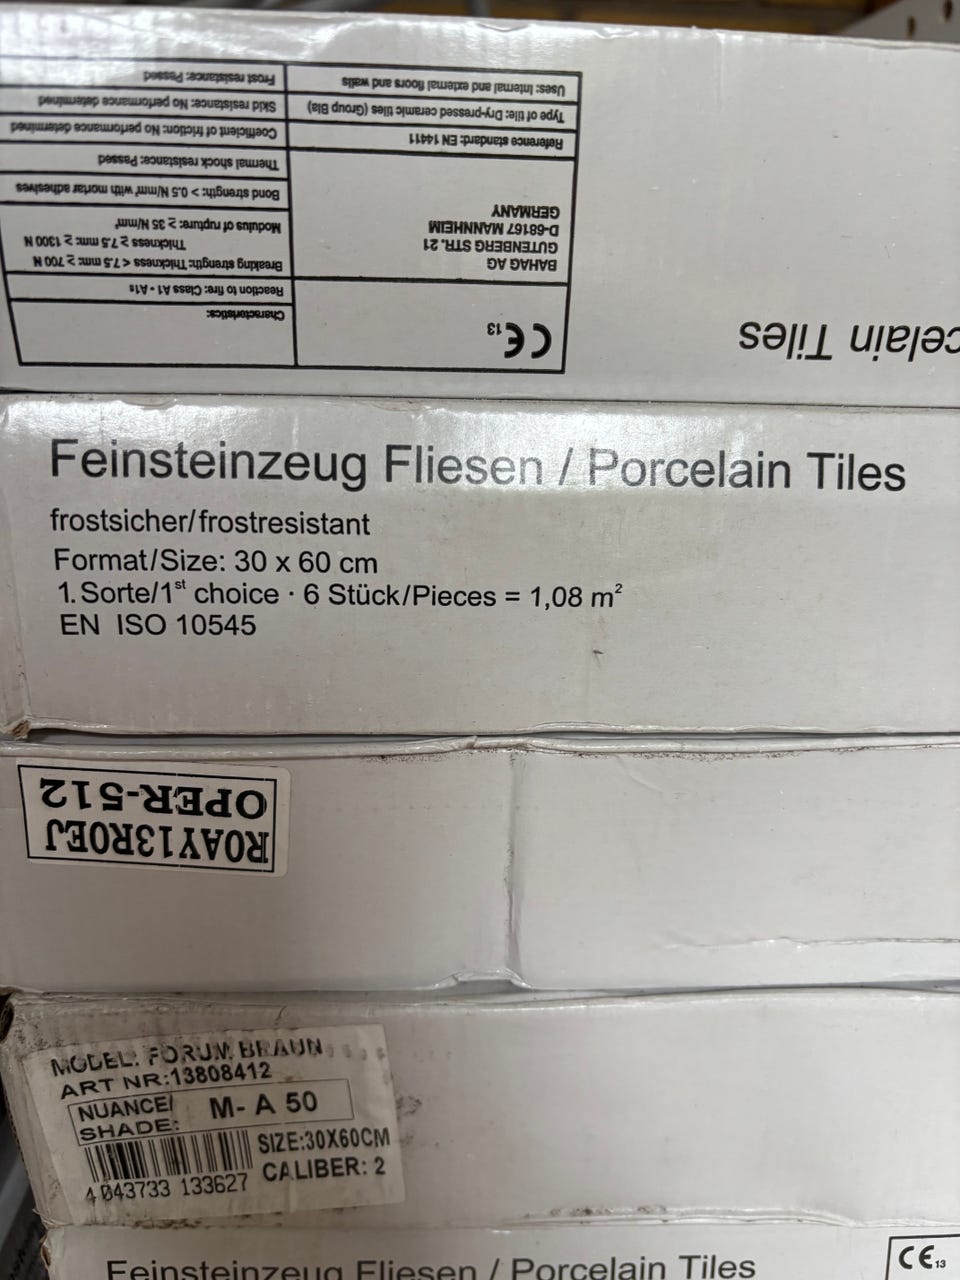 Characteristics:
Reaction to fire: Class A1 - A1s
Breaking strength: Thickness < 7.5 mm: ≥ 700 N
Thickness ≥ 7.5 mm: ≥ 1300 N
Modulus of rupture: ≥ 35 N/mm²
Bond strength: > 0.5 N/mm² with mortar adhesives
Thermal shock resistance: Passed
Coefficient of friction: No performance determined
Skid resistance: No performance determined
Frost resistance: Passed
CE 13
BAHAG AG
GUTENBERG STR. 21
D-68167 MANNHEIM
GERMANY
Reference standard: EN 14411
Type of tile: Dry-pressed ceramic tiles (Group BIa)
Uses: Internal and external floors and walls
celain Tiles
Feinsteinzeug Fliesen / Porcelain Tiles
frostsicher/frostresistant
Format/Size: 30 x 60 cm
1. Sorte/1st choice · 6 Stück/Pieces = 1,08 m²
EN ISO 10545
ROAY13ROEJ
OPER-512
MODEL: FORUM BRAUN
ART NR:13808412
NUANCE/
SHADE: M- A 50
SIZE:30X60CM
CALIBER: 2
4 043733 133627
Feinsteinzeug Fliesen / Porcelain Tiles
CE 13